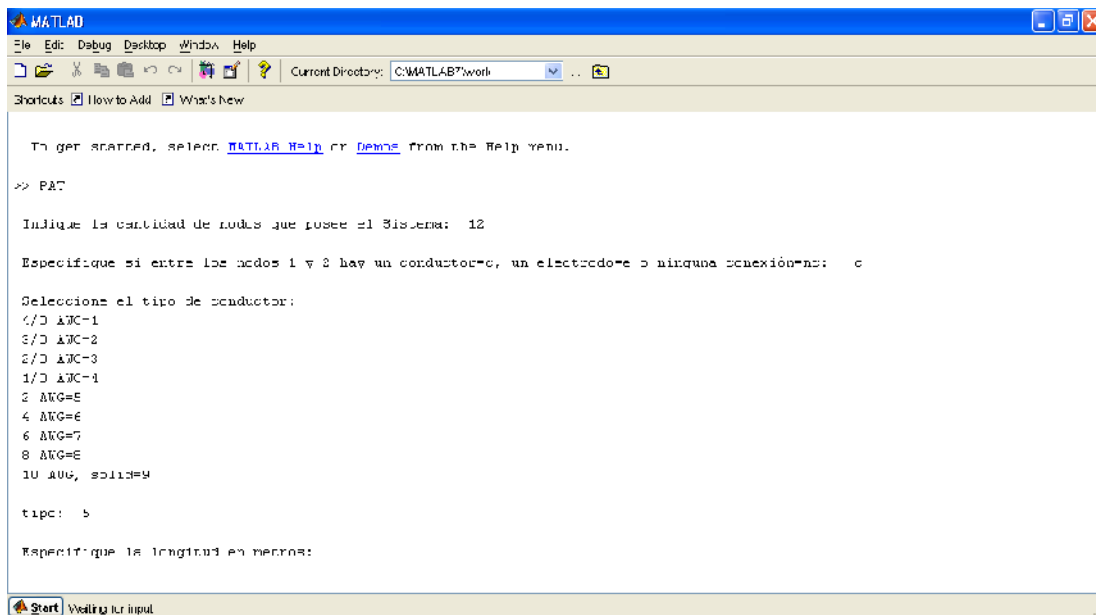 MATLAB
File Edit Debug Desktop Window Help
Current Directory: C:\MATLAB7\work
Shortcuts How to Add What's New
To get started, select MATLAB Help or Demos from the Help menu.
>> PAT
Indique la cantidad de nodos que posee el Sistema: 12
Especifique si entre los nodos 1 y 2 hay un conductor=c, un electrodo=e o ninguna conexión=nc: c
Seleccione el tipo de conductor:
4/0 AWG=1
3/0 AWG=2
2/0 AWG=3
1/0 AWG=4
2 AWG=5
4 AWG=6
6 AWG=7
8 AWG=8
10 AWG, solid=9
tipo: 5
Especifique la longitud en metros:
Start Waiting for input